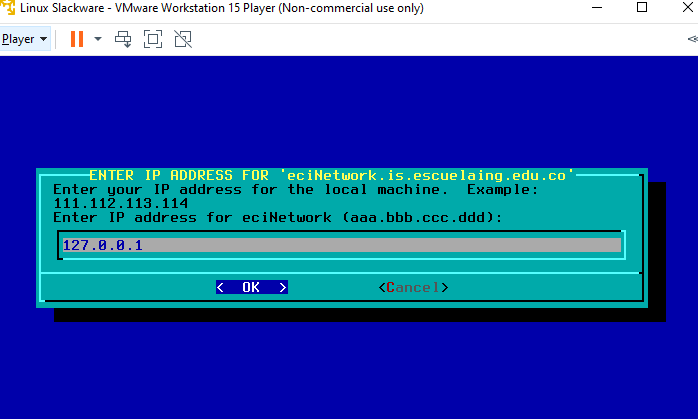 Linux Slackware - VMware Workstation 15 Player (Non-commercial use only)
Player
ENTER IP ADDRESS FOR 'eciNetwork.is.escuelaing.edu.co'
Enter your IP address for the local machine.  Example:
111.112.113.114
Enter IP address for eciNetwork (aaa.bbb.ccc.ddd):
127.0.0.1
<  OK  > <Cancel>